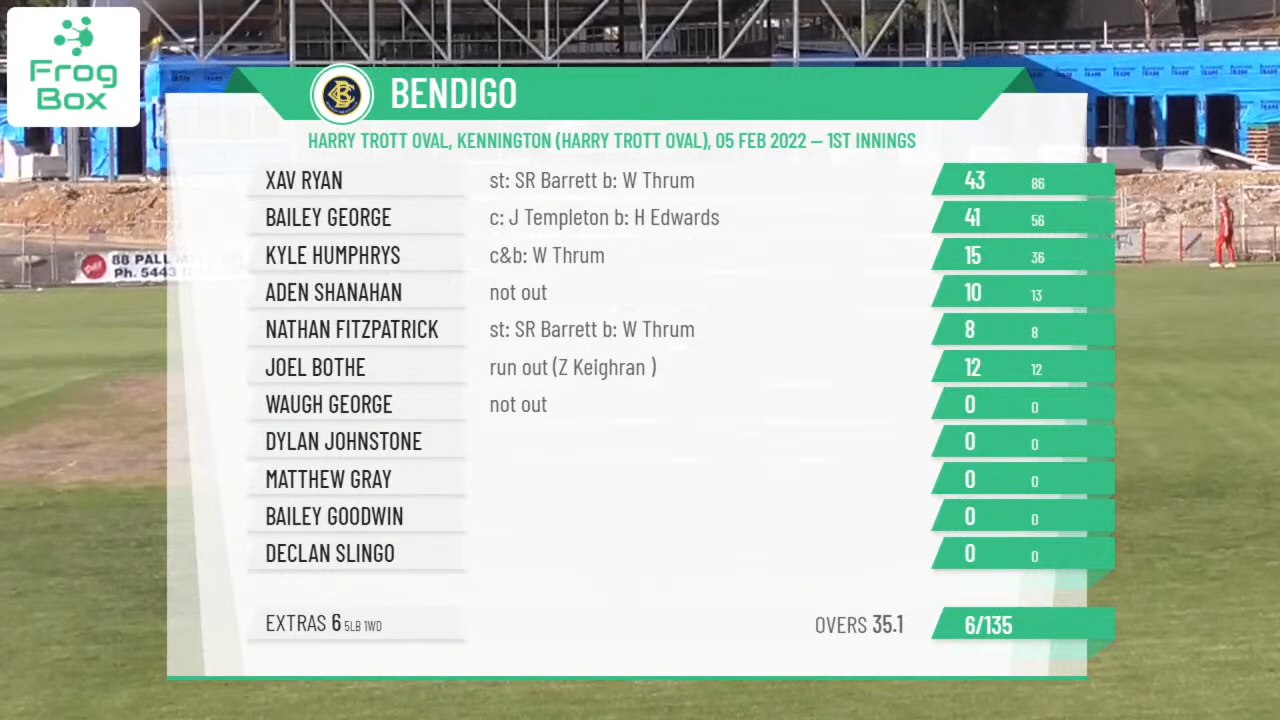 Frog
Box
BENDIGO
HARRY TROTT OVAL, KENNINGTON (HARRY TROTT OVAL), 05 FEB 2022 – 1ST INNINGS
XAV RYAN st: SR Barrett b: W Thrum 43 86
BAILEY GEORGE c: J Templeton b: H Edwards 41 56
KYLE HUMPHRYS c&b: W Thrum 15 36
ADEN SHANAHAN not out 10 13
NATHAN FITZPATRICK st: SR Barrett b: W Thrum 8 8
JOEL BOTHE run out (Z Keighran ) 12 12
WAUGH GEORGE not out 0 0
DYLAN JOHNSTONE 0 0
MATTHEW GRAY 0 0
BAILEY GOODWIN 0 0
DECLAN SLINGO 0 0
EXTRAS 6 5LB 1WD OVERS 35.1 6/135
88 PALL
Ph. 5443